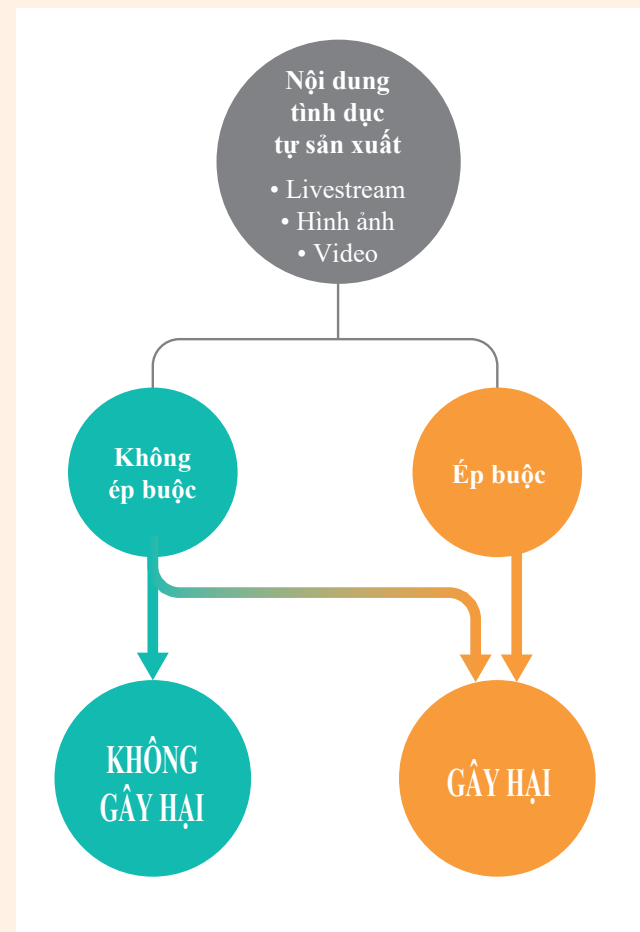 Nội dung
tình dục
tự sản xuất
• Livestream
• Hình ảnh
• Video
Không
ép buộc
Ép buộc
KHÔNG
GÂY HẠI
GÂY HẠI